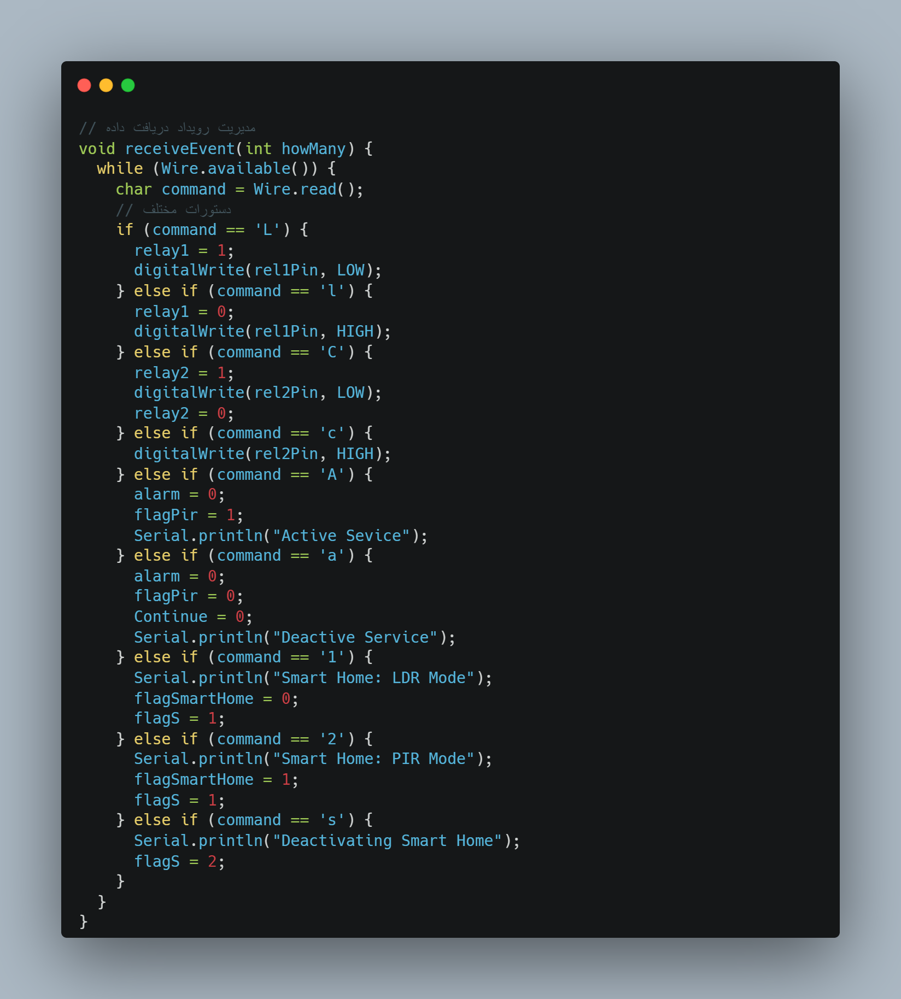 // مدیریت رویداد دریافت داده
void receiveEvent(int howMany) {
  while (Wire.available()) {
    char command = Wire.read();
    // دستورات مختلف
    if (command == 'L') {
      relay1 = 1;
      digitalWrite(rel1Pin, LOW);
    } else if (command == 'l') {
      relay1 = 0;
      digitalWrite(rel1Pin, HIGH);
    } else if (command == 'C') {
      relay2 = 1;
      digitalWrite(rel2Pin, LOW);
      relay2 = 0;
    } else if (command == 'c') {
      digitalWrite(rel2Pin, HIGH);
    } else if (command == 'A') {
      alarm = 0;
      flagPir = 1;
      Serial.println("Active Sevice");
    } else if (command == 'a') {
      alarm = 0;
      flagPir = 0;
      Continue = 0;
      Serial.println("Deactive Service");
    } else if (command == '1') {
      Serial.println("Smart Home: LDR Mode");
      flagSmartHome = 0;
      flagS = 1;
    } else if (command == '2') {
      Serial.println("Smart Home: PIR Mode");
      flagSmartHome = 1;
      flagS = 1;
    } else if (command == 's') {
      Serial.println("Deactivating Smart Home");
      flagS = 2;
    }
  }
}